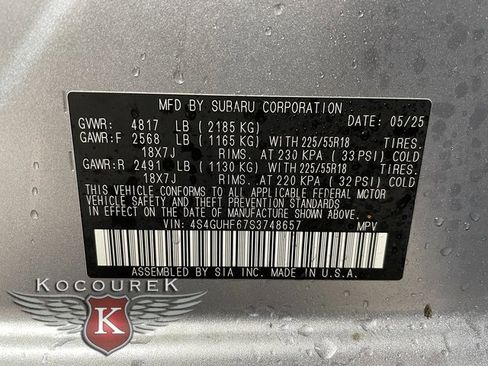 MFD BY SUBARU CORPORATION 05/25
GVWR: 4817 LB (2185 KG)
GAWR:F 2568 LB (1165 KG) WITH 225/55R18 TIRES.
18X7J RIMS. AT 230 KPA (33 PSI) COLD
GAWR:R 2491 LB (1130 KG) WITH 225/55R18 TIRES.
18X7J RIMS. AT 220 KPA (32 PSI) COLD
THIS VEHICLE CONFORMS TO ALL APPLICABLE FEDERAL MOTOR
VEHICLE SAFETY AND THEFT PREVENTION STANDARDS IN
EFFECT ON THE DATE OF MANUFACTURE SHOWN ABOVE.
VIN: 4S4GUHF67S3748657 MPV
ASSEMBLED BY SIA INC. MADE IN U.S.A.
KOCOUREK
K